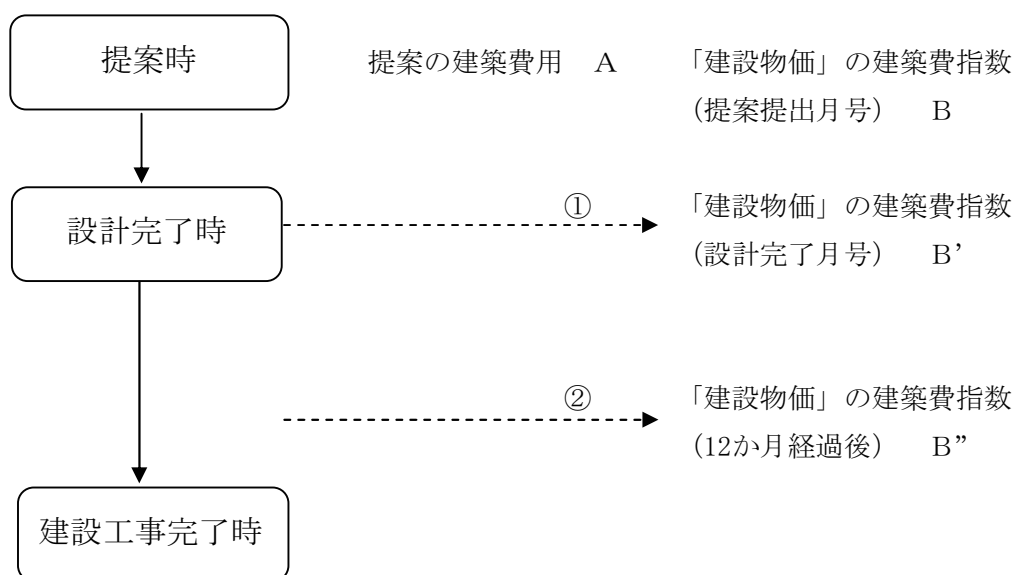 提案時
提案の建築費用　A
「建設物価」の建築費指数
(提案提出月号)　B
設計完了時
①
「建設物価」の建築費指数
(設計完了月号)　B’
②
「建設物価」の建築費指数
(12か月経過後)　B”
建設工事完了時